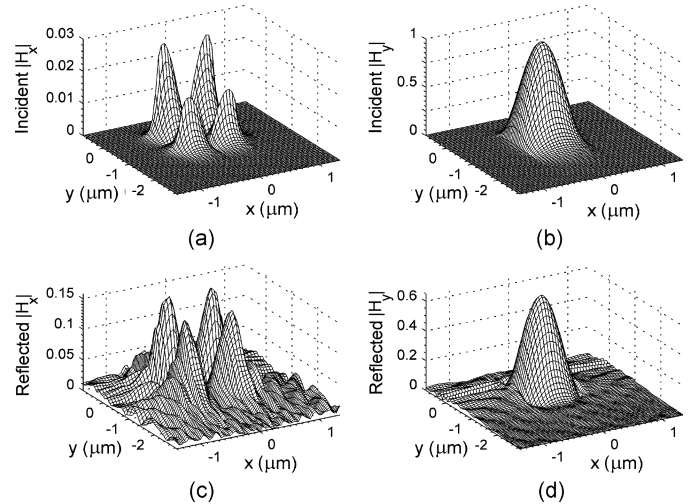 Incident |Hx|
0.03
0.02
0.01
0
0
-1
-2
y (μm)
-1
0
1
x (μm)
(a)
Incident |Hy|
1
0.5
0
0
-1
-2
y (μm)
-1
0
1
x (μm)
(b)
Reflected |Hx|
0.15
0.1
0.05
0
0
-1
-2
y (μm)
-1
0
1
x (μm)
(c)
Reflected |Hy|
0.6
0.4
0.2
0
0
-1
-2
y (μm)
-1
0
1
x (μm)
(d)